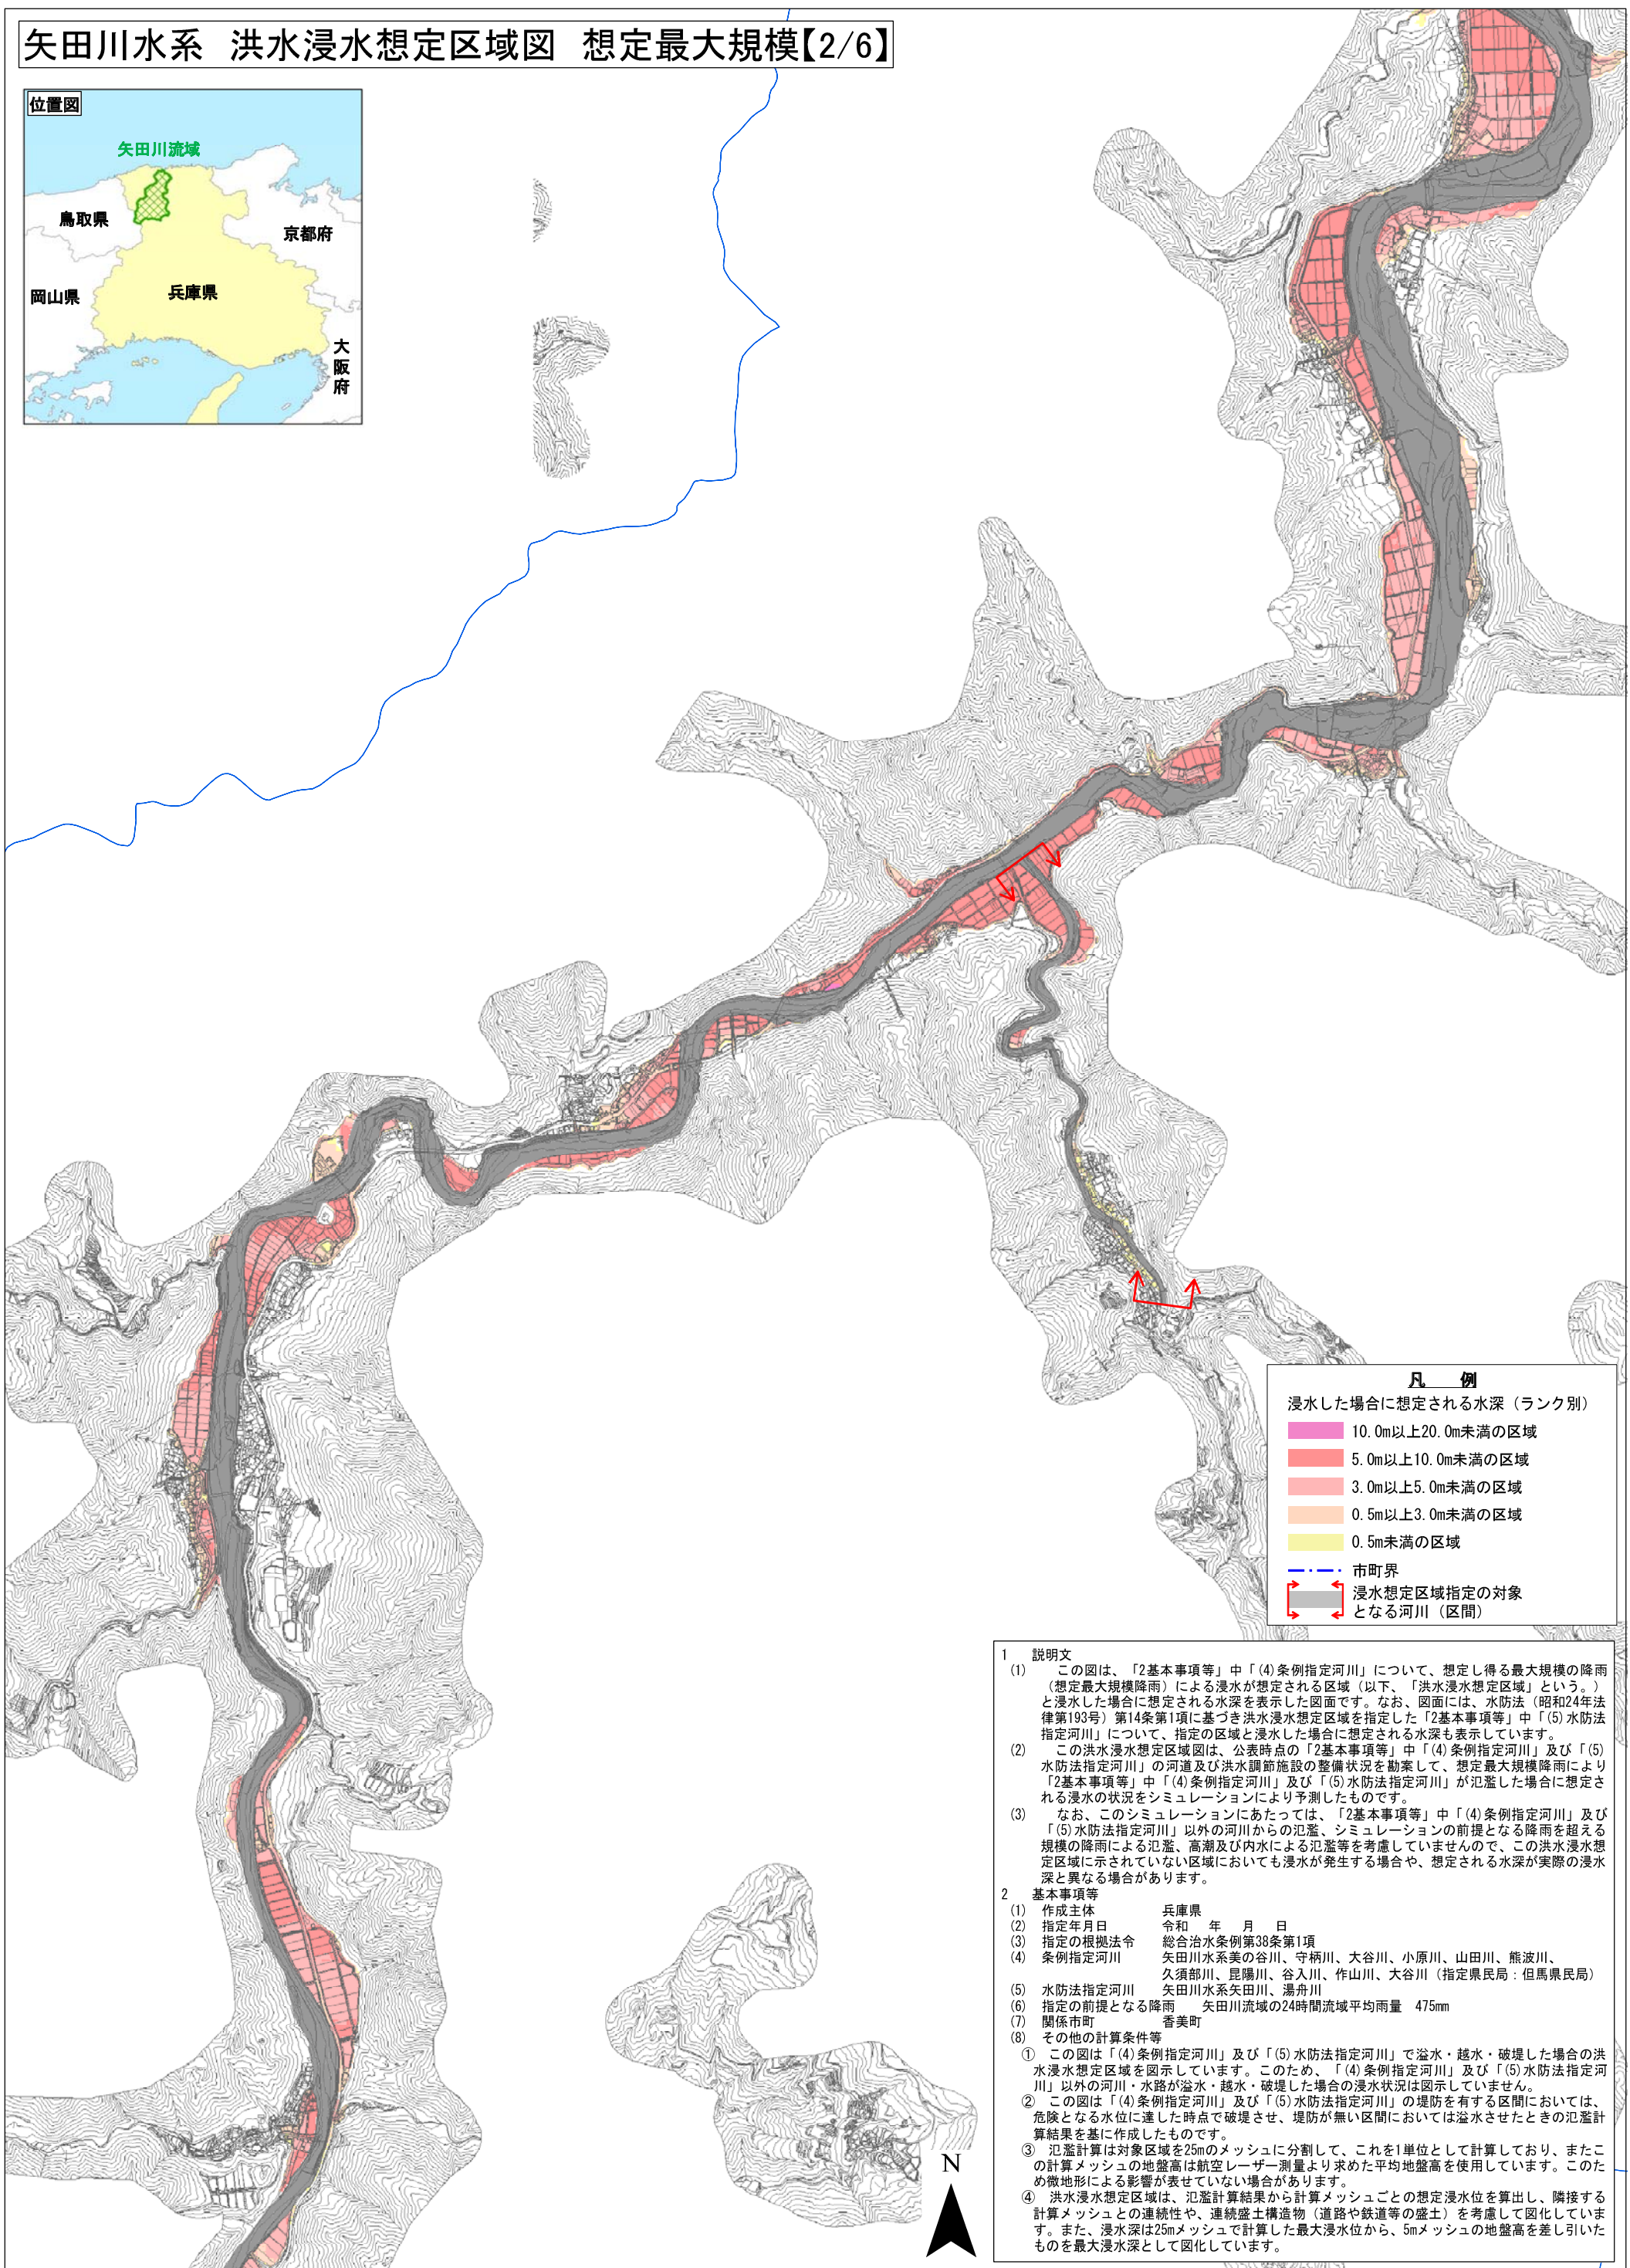 矢田川水系　洪水浸水想定区域図　想定最大規模【2/6】
位置図
矢田川流域
鳥取県
京都府
岡山県
兵庫県
大阪府
凡　例
浸水した場合に想定される水深（ランク別）
10.0m以上20.0m未満の区域
5.0m以上10.0m未満の区域
3.0m以上5.0m未満の区域
0.5m以上3.0m未満の区域
0.5m未満の区域
市町界
浸水想定区域指定の対象
となる河川（区間）
1　説明文
(1)　この図は、「2基本事項等」中「(4)条例指定河川」について、想定し得る最大規模の降雨
（想定最大規模降雨）による浸水が想定される区域（以下、「洪水浸水想定区域」という。）
と浸水した場合に想定される水深を表示した図面です。なお、図面には、水防法（昭和24年法
律第193号）第14条第1項に基づき洪水浸水想定区域を指定した「2基本事項等」中「(5)水防法
指定河川」について、指定の区域と浸水した場合に想定される水深も表示しています。
(2)　この洪水浸水想定区域図は、公表時点の「2基本事項等」中「(4)条例指定河川」及び「(5)
水防法指定河川」の河道及び洪水調節施設の整備状況を勘案して、想定最大規模降雨により
「2基本事項等」中「(4)条例指定河川」及び「(5)水防法指定河川」が氾濫した場合に想定さ
れる浸水の状況をシミュレーションにより予測したものです。
(3)　なお、このシミュレーションにあたっては、「2基本事項等」中「(4)条例指定河川」及び
「(5)水防法指定河川」以外の河川からの氾濫、シミュレーションの前提となる降雨を超える
規模の降雨による氾濫、高潮及び内水による氾濫等を考慮していませんので、この洪水浸水想
定区域に示されていない区域においても浸水が発生する場合や、想定される水深が実際の浸水
深と異なる場合があります。
2　基本事項等
(1)　作成主体　兵庫県
(2)　指定年月日　令和　年　月　日
(3)　指定の根拠法令　総合治水条例第38条第1項
(4)　条例指定河川　矢田川水系美の谷川、守柄川、大谷川、小原川、山田川、熊波川、
久須部川、昆陽川、谷入川、作山川、大谷川（指定県民局：但馬県民局）
(5)　水防法指定河川　矢田川水系矢田川、湯舟川
(6)　指定の前提となる降雨　矢田川流域の24時間流域平均雨量　475mm
(7)　関係市町　香美町
(8)　その他の計算条件等
①　この図は「(4)条例指定河川」及び「(5)水防法指定河川」で溢水・越水・破堤した場合の洪
水浸水想定区域を図示しています。このため、「(4)条例指定河川」及び「(5)水防法指定河
川」以外の河川・水路が溢水・越水・破堤した場合の浸水状況は図示していません。
②　この図は「(4)条例指定河川」及び「(5)水防法指定河川」の堤防を有する区間においては、
危険となる水位に達した時点で破堤させ、堤防が無い区間においては溢水させたときの氾濫計
算結果を基に作成したものです。
③　氾濫計算は対象区域を25mのメッシュに分割して、これを1単位として計算しており、またこ
の計算メッシュの地盤高は航空レーザー測量より求めた平均地盤高を使用しています。このた
め微地形による影響が表せていない場合があります。
④　洪水浸水想定区域は、氾濫計算結果から計算メッシュごとの想定浸水位を算出し、隣接する
計算メッシュとの連続性や、連続盛土構造物（道路や鉄道等の盛土）を考慮して図化していま
す。また、浸水深は25mメッシュで計算した最大浸水位から、5mメッシュの地盤高を差し引いた
ものを最大浸水深として図化しています。
N